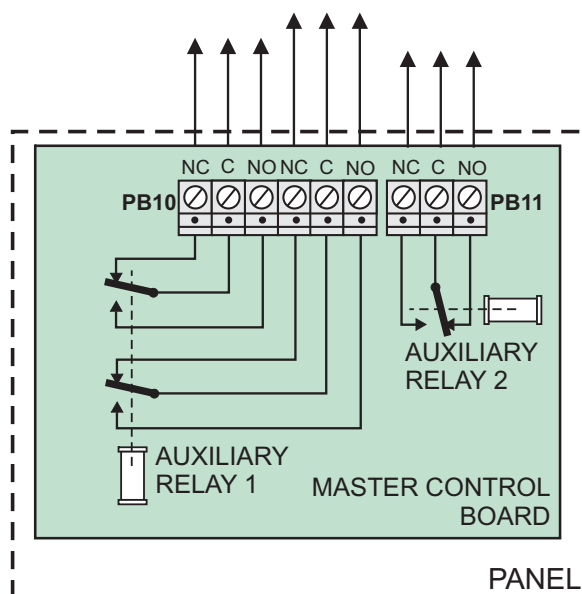 NC C NO NC C NO NC C NO
PB10 PB11
AUXILIARY
RELAY 2
AUXILIARY
RELAY 1
MASTER CONTROL
BOARD
PANEL